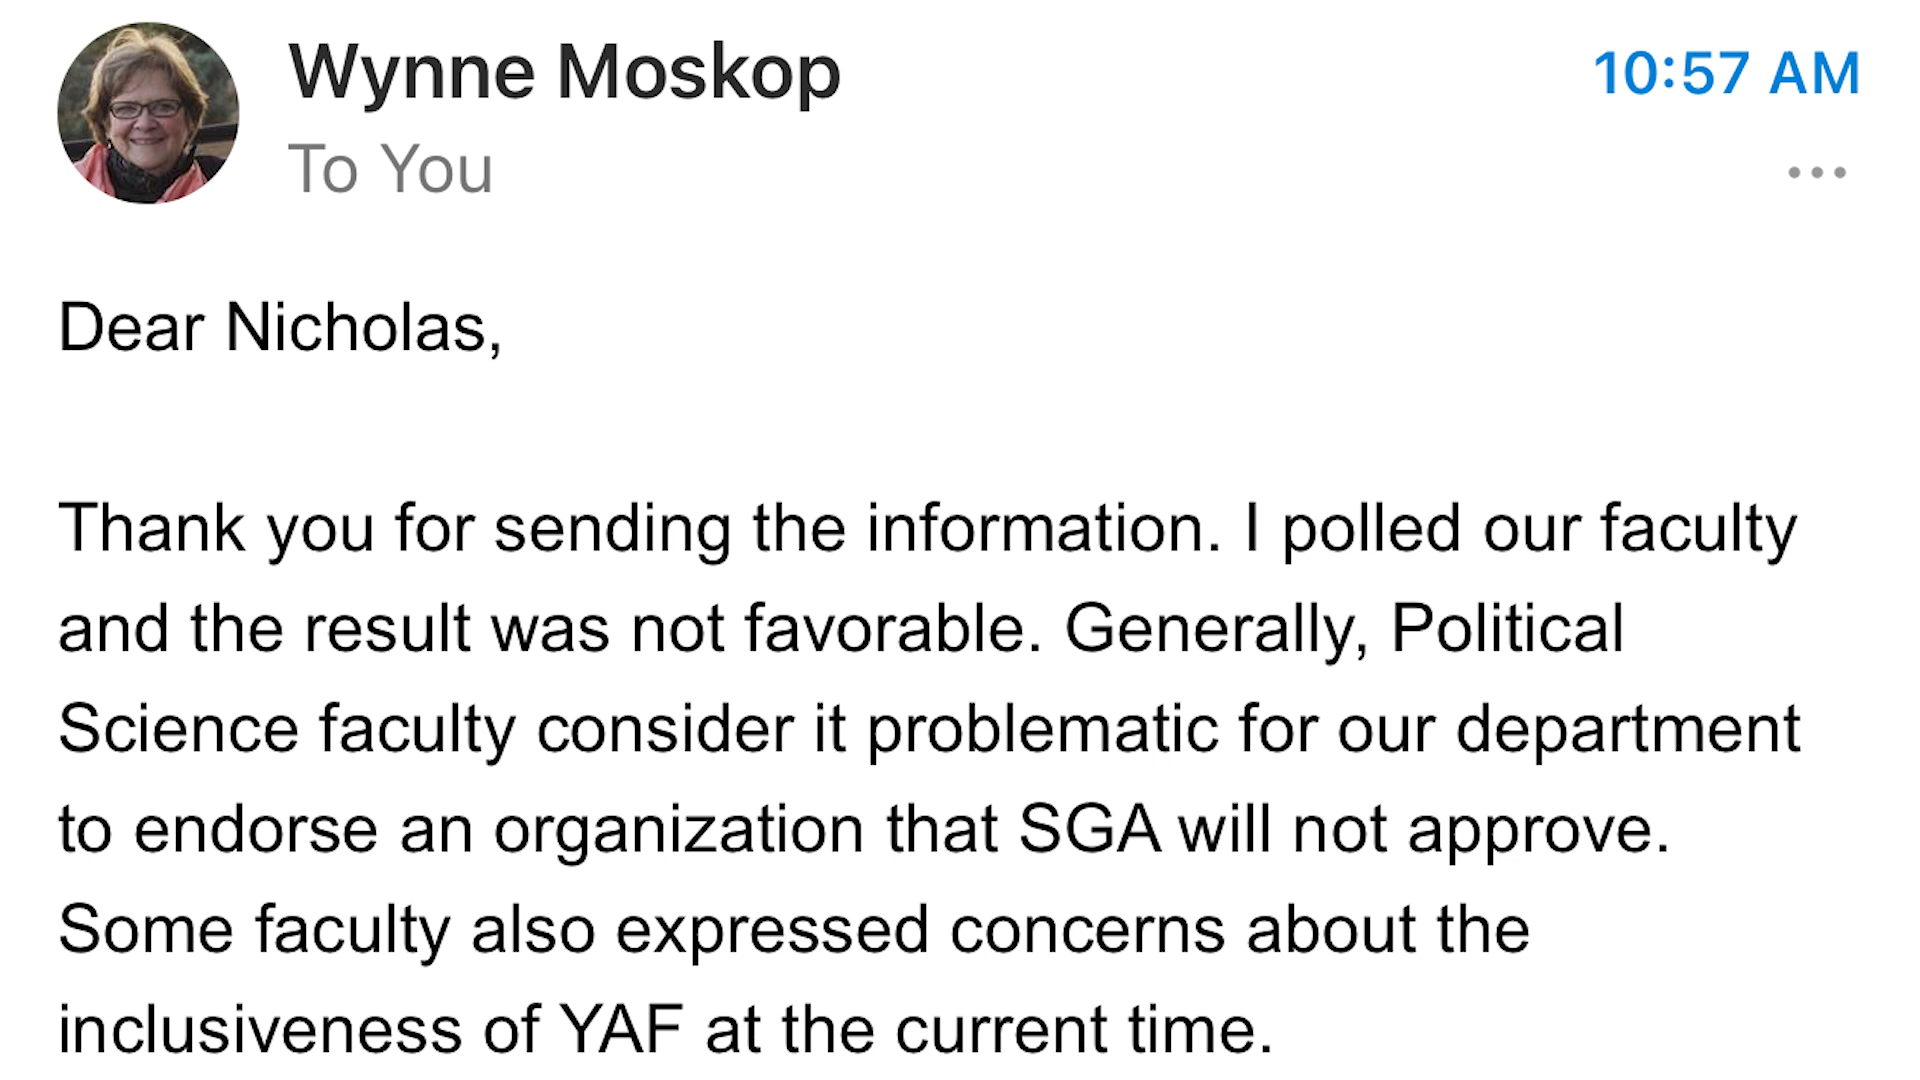 Wynne Moskop
10:57 AM
To You
Dear Nicholas,
Thank you for sending the information. I polled our faculty
and the result was not favorable. Generally, Political
Science faculty consider it problematic for our department
to endorse an organization that SGA will not approve.
Some faculty also expressed concerns about the
inclusiveness of YAF at the current time.